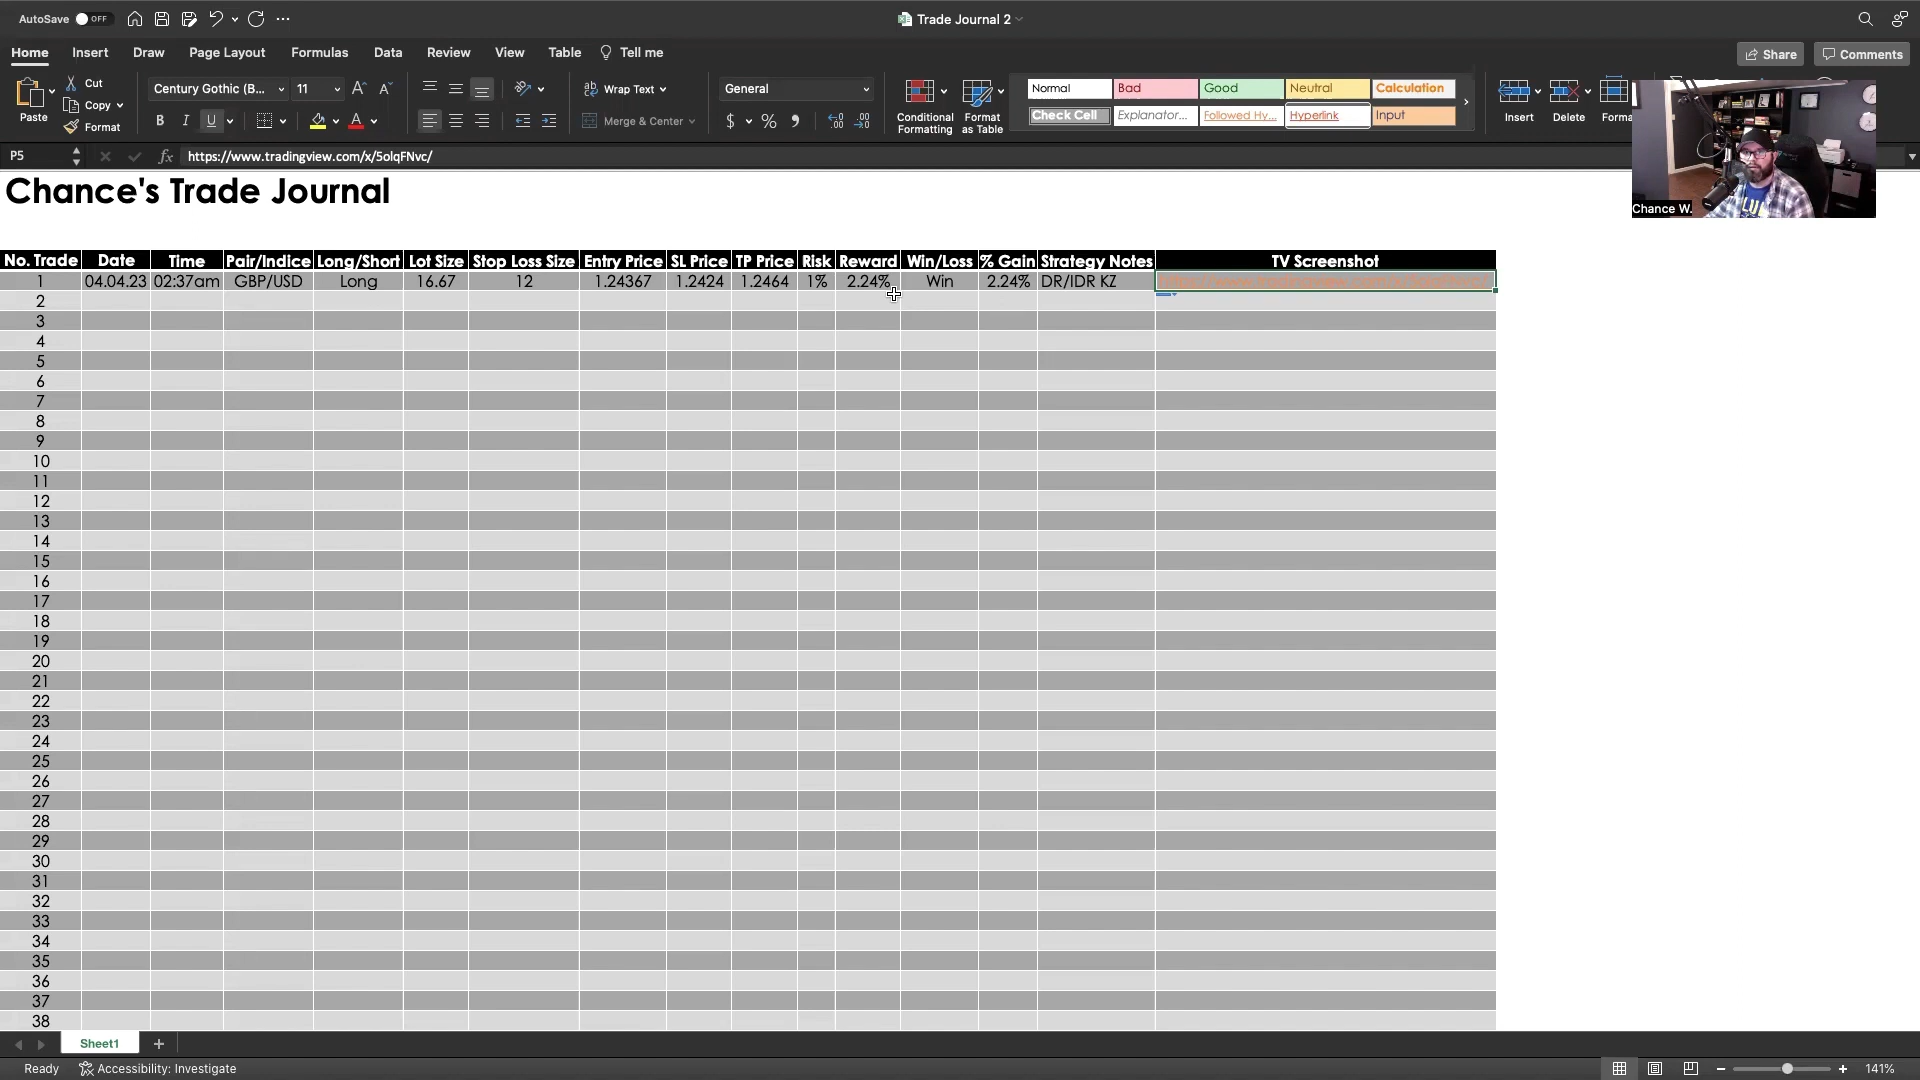 AutoSave OFF
Trade Journal 2
Home Insert Draw Page Layout Formulas Data Review View Table Tell me
Share Comments
Paste
Cut
Copy
Format
Century Gothic (B... 11
B I U
Wrap Text
Merge & Center
General
$ % 9
Conditional Formatting
Format as Table
Normal Bad Good Neutral Calculation
Check Cell Explanator... Followed Hy... Hyperlink Input
Insert Delete
P5 fx https://www.tradingview.com/x/5olqFNvc/
Chance W.
Chance's Trade Journal
No. Trade Date Time Pair/Indice Long/Short Lot Size Stop Loss Size Entry Price SL Price TP Price Risk Reward Win/Loss % Gain Strategy Notes TV Screenshot
1 04.04.23 02:37am GBP/USD Long 16.67 12 1.24367 1.2424 1.2464 1% 2.24% Win 2.24% DR/IDR KZ
2
3
4
5
6
7
8
9
10
11
12
13
14
15
16
17
18
19
20
21
22
23
24
25
26
27
28
29
30
31
32
33
34
35
36
37
38
Sheet1
Ready Accessibility: Investigate
141%